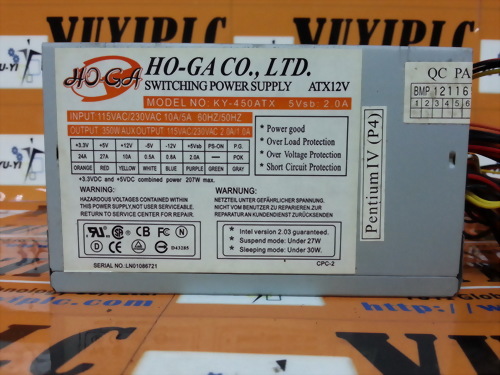 VUYIPLC
HO-GA
HO-GA CO., LTD.
SWITCHING POWER SUPPLY ATX12V
MODEL NO: KY-450ATX 5Vsb: 2.0A
INPUT:115VAC/230VAC 10A/5A 60HZ/50HZ
OUTPUT 350W AUX OUTPUT: 115VAC/230VAC 2.0A/1.0A
+3.3V +5V +12V -5V -12V +5Vsb PS-ON P.G.
24A 27A 10A 0.5A 0.8A 2.0A REMOTE POK
ORANGE RED YELLOW WHITE BLUE PURPLE GREEN GRAY
+3.3VDC and +5VDC combined power 207W max.
* Power good
* Over Load Protection
* Over Voltage Protection
* Short Circuit Protection
QC PA
BMP 12116
1 2 3 4 5 6
Pentium IV (P4)
WARNING:
HAZARDOUS VOLTAGES CONTAINED WITHIN
THIS POWER SUPPLY,NOT USER SERVICEABLE.
RETURN TO SERVICE CENTER FOR REPAIR.
WARNUNG:
NETZTEIL UNTER GEFÄHRLICHER WARNUNG.
NICHT VOM BENUTZER ZU REPARIEREN ZUR
REPARATUR AN KUNDENDIENST ZURÜCKSENDEN
CB FC N
D43285
* Intel version 2.03 guaranteed.
* Suspend mode: Under 27W
* Sleeping mode: Under 30W.
SERIAL NO.:LN01086721
CPC-2
VUYIPLC